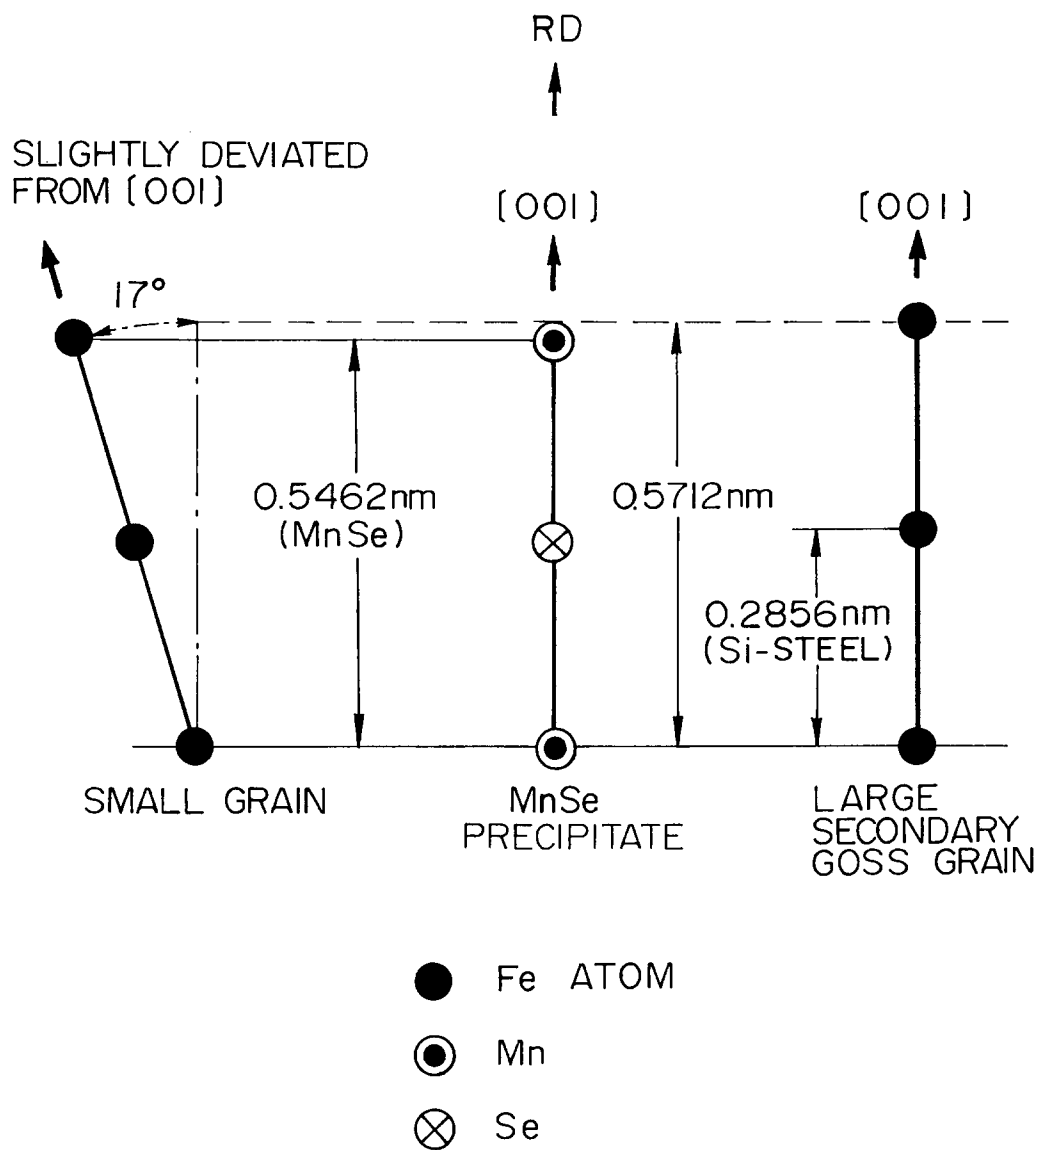 RD
SLIGHTLY DEVIATED
FROM [001]
[001]
[001]
17°
0.5462nm
(MnSe)
0.5712nm
0.2856nm
(Si-STEEL)
SMALL GRAIN
MnSe
PRECIPITATE
LARGE
SECONDARY
GOSS GRAIN
Fe ATOM
Mn
Se